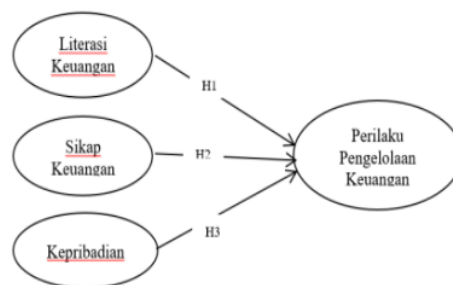 Literasi
Keuangan
H1
Sikap
Keuangan
H2
Perilaku
Pengelolaan
Keuangan
Kepribadian
H3